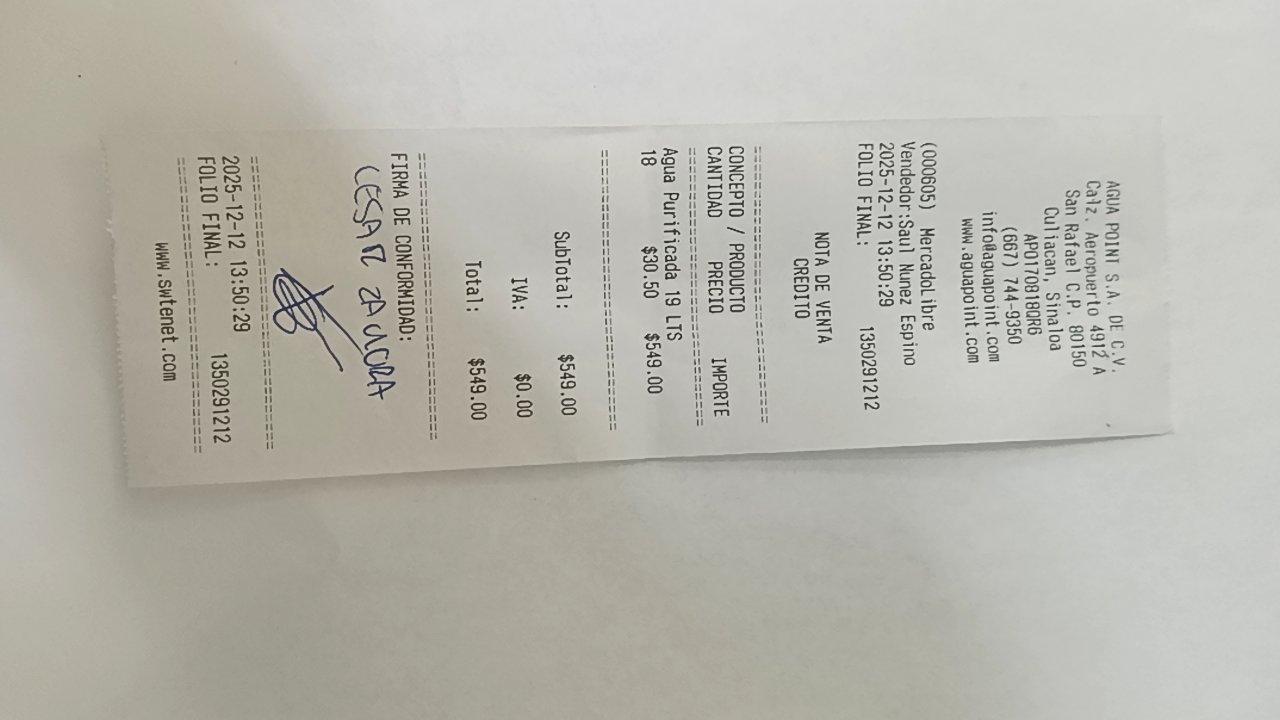 AGUA POINT S.A. DE C.V.
Calz. Aeropuerto 4912 A
San Rafael C.P. 80150
Culiacan, Sinaloa
APO170818QR6
(667) 744-9350
info@aguapoint.com
www.aguapoint.com
(000605) MercadoLibre
Vendedor:Saul Nunez Espino
2025-12-12 13:50:29
FOLIO FINAL: 1350291212
NOTA DE VENTA
CREDITO
==============================
CONCEPTO / PRODUCTO
CANTIDAD PRECIO IMPORTE
==============================
Agua Purificada 19 LTS
18 $30.50 $549.00
==============================
SubTotal: $549.00
IVA: $0.00
Total: $549.00
==============================
FIRMA DE CONFORMIDAD:
CESAR ZAMORA
==============================
2025-12-12 13:50:29
FOLIO FINAL: 1350291212
==============================
www.swtenet.com